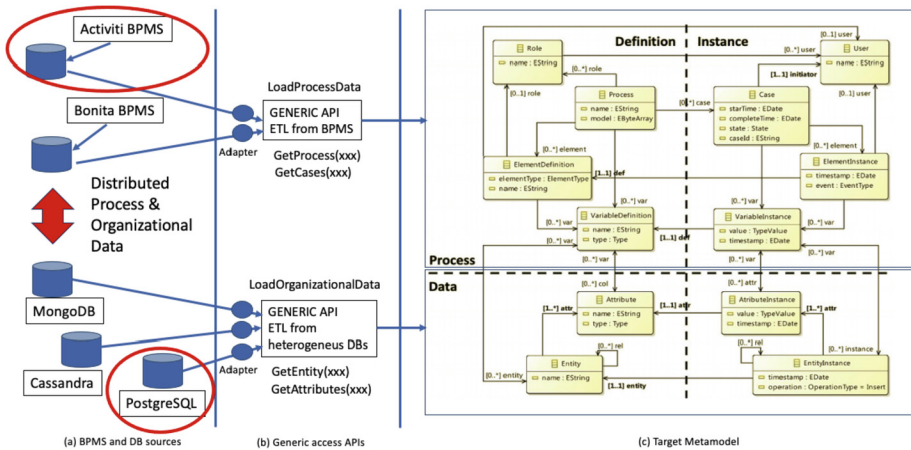 Activiti BPMS
Bonita BPMS
Distributed
Process &
Organizational
Data
MongoDB
Cassandra
PostgreSQL
(a) BPMS and DB sources
LoadProcessData
GENERIC API
ETL from BPMS
Adapter
GetProcess(xxx)
GetCases(xxx)
LoadOrganizationalData
GENERIC API
ETL from
heterogeneus DBs
Adapter
GetEntity(xxx)
GetAttributes(xxx)
(b) Generic access APIs
Definition
Instance
[0..1] user
[0..*] user
Role
name : EString
User
name : EString
[0..*] role
[1..1] initiator
[0..1] role
[0..1] user
Process
name : EString
model : EByteArray
[0..*] case
Case
starTime : EDate
completeTime : EDate
state : State
caseId : EString
[0..*] element
[0..*] element
ElementDefinition
elementType : ElementType
name : EString
[1..1] def
ElementInstance
timestamp : EDate
event : EventType
[0..*] var
[0..*] var
[0..*] var
[0..*] var
VariableDefinition
name : EString
type : Type
[1..1] def
VariableInstance
value : TypeValue
timestamp : EDate
[0..*] var
[0..*] var
[0..*] var
[0..*] var
Process
Data
[0..*] col
[0..*] attr
[1..*] attr
Attribute
name : EString
type : Type
[1..1] attr
AtributeInstance
value : TypeValue
timestamp : EDate
[1..*] attr
[0..*] rel
[0..*] rel
[0..*] instance
[0..*] entity
Entity
name : EString
[1..1] entity
EntityInstance
timestamp : EDate
operation : OperationType = Insert
(c) Target Metamodel